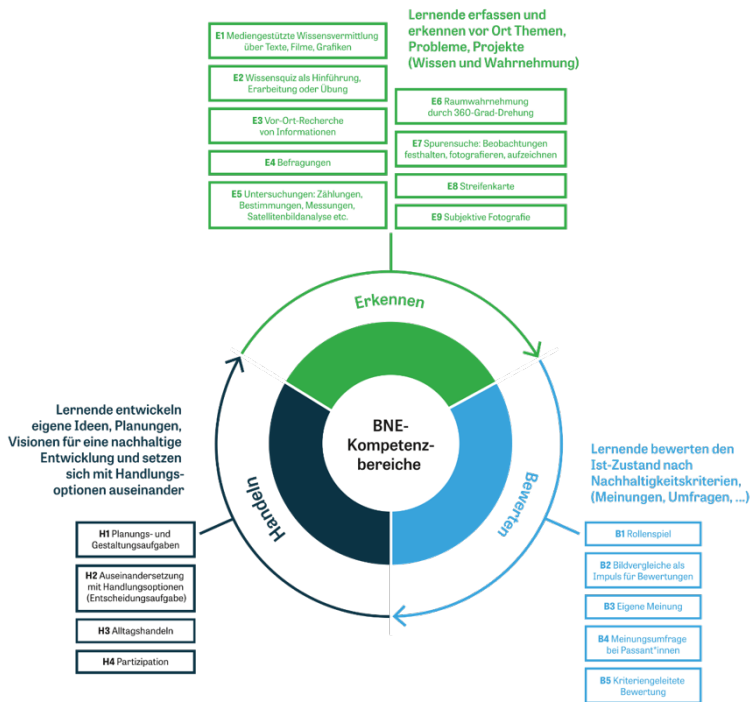 Lernende erfassen und
erkennen vor Ort Themen,
Probleme, Projekte
(Wissen und Wahrnehmung)
E1 Mediengestützte Wissensvermittlung
über Texte, Filme, Grafiken
E2 Wissensquiz als Hinführung,
Erarbeitung oder Übung
E3 Vor-Ort-Recherche
von Informationen
E4 Befragungen
E5 Untersuchungen: Zählungen,
Bestimmungen, Messungen,
Satellitenbildanalyse etc.
E6 Raumwahrnehmung
durch 360-Grad-Drehung
E7 Spurensuche: Beobachtungen
festhalten, fotografieren, aufzeichnen
E8 Streifenkarte
E9 Subjektive Fotografie
Erkennen
BNE-
Kompetenz-
bereiche
Bewerten
Handeln
Lernende bewerten den
Ist-Zustand nach
Nachhaltigkeitskriterien,
(Meinungen, Umfragen, ...)
B1 Rollenspiel
B2 Bildvergleiche als
Impuls für Bewertungen
B3 Eigene Meinung
B4 Meinungsumfrage
bei Passant*innen
B5 Kriteriengeleitete
Bewertung
Lernende entwickeln
eigene Ideen, Planungen,
Visionen für eine nachhaltige
Entwicklung und setzen
sich mit Handlungs-
optionen auseinander
H1 Planungs- und
Gestaltungsaufgaben
H2 Auseinandersetzung
mit Handlungsoptionen
(Entscheidungsaufgabe)
H3 Alltagshandeln
H4 Partizipation